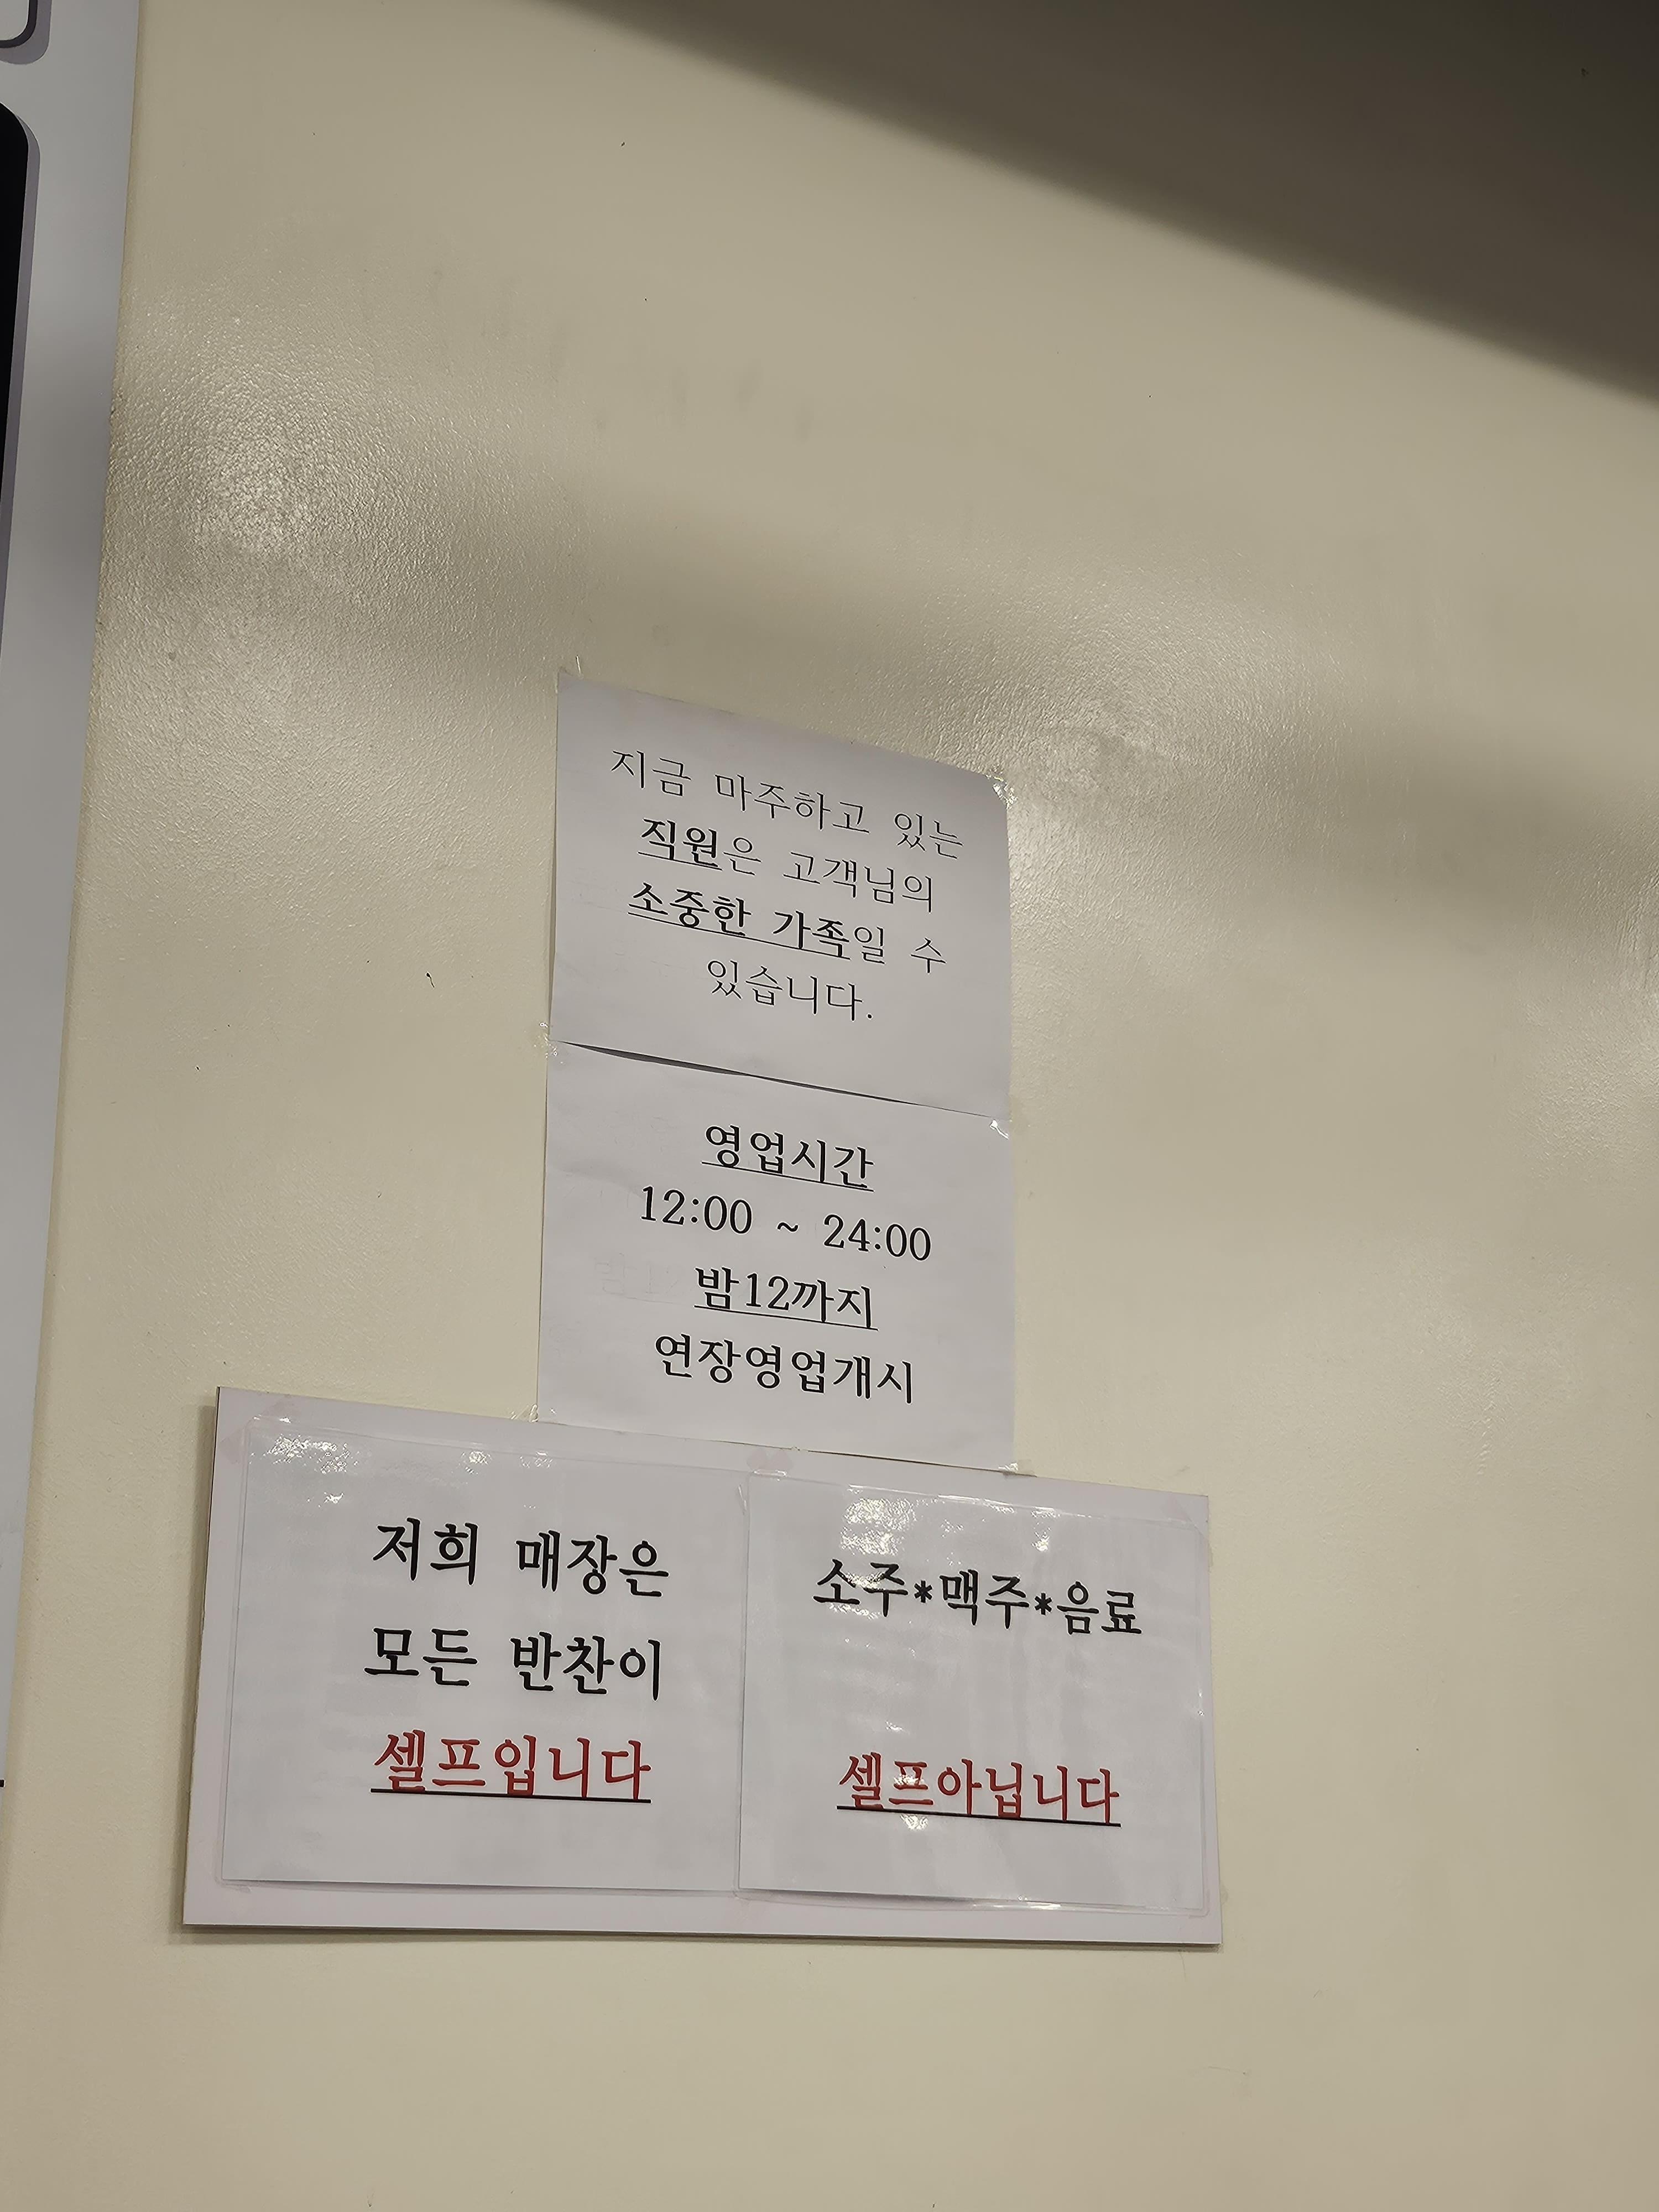 지금 마주하고 있는
직원은 고객님의
소중한 가족일 수
있습니다.
영업시간
12:00 ~ 24:00
밤12까지
연장영업개시
저희 매장은
모든 반찬이
셀프입니다
소주*맥주*음료
셀프아닙니다